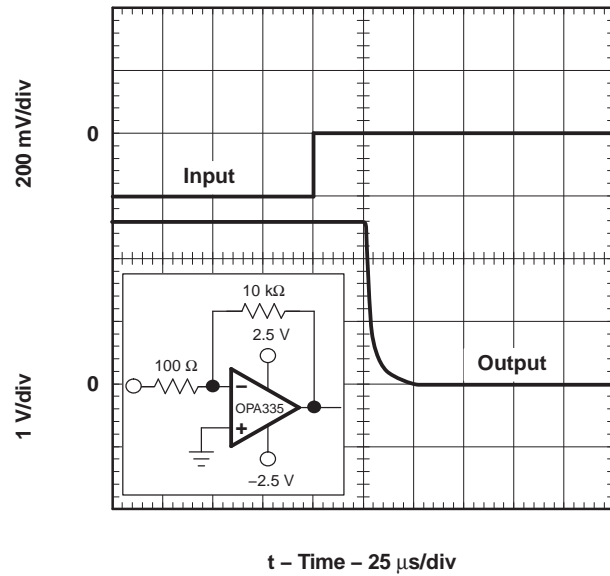 200 mV/div
0
Input
10 kΩ
2.5 V
100 Ω
−
OPA335
+
−2.5 V
Output
0
1 V/div
t – Time – 25 µs/div